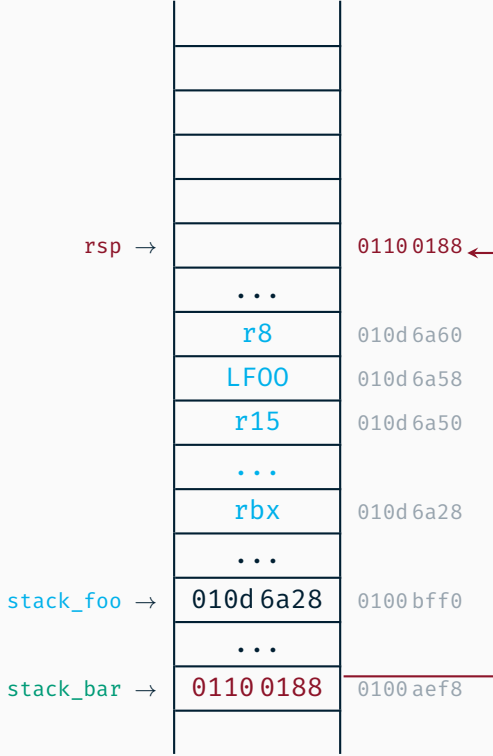 rsp → 0110 0188
...
r8 010d 6a60
LFOO 010d 6a58
r15 010d 6a50
...
rbx 010d 6a28
...
stack_foo → 010d 6a28 0100 bff0
...
stack_bar → 0110 0188 0100 aef8